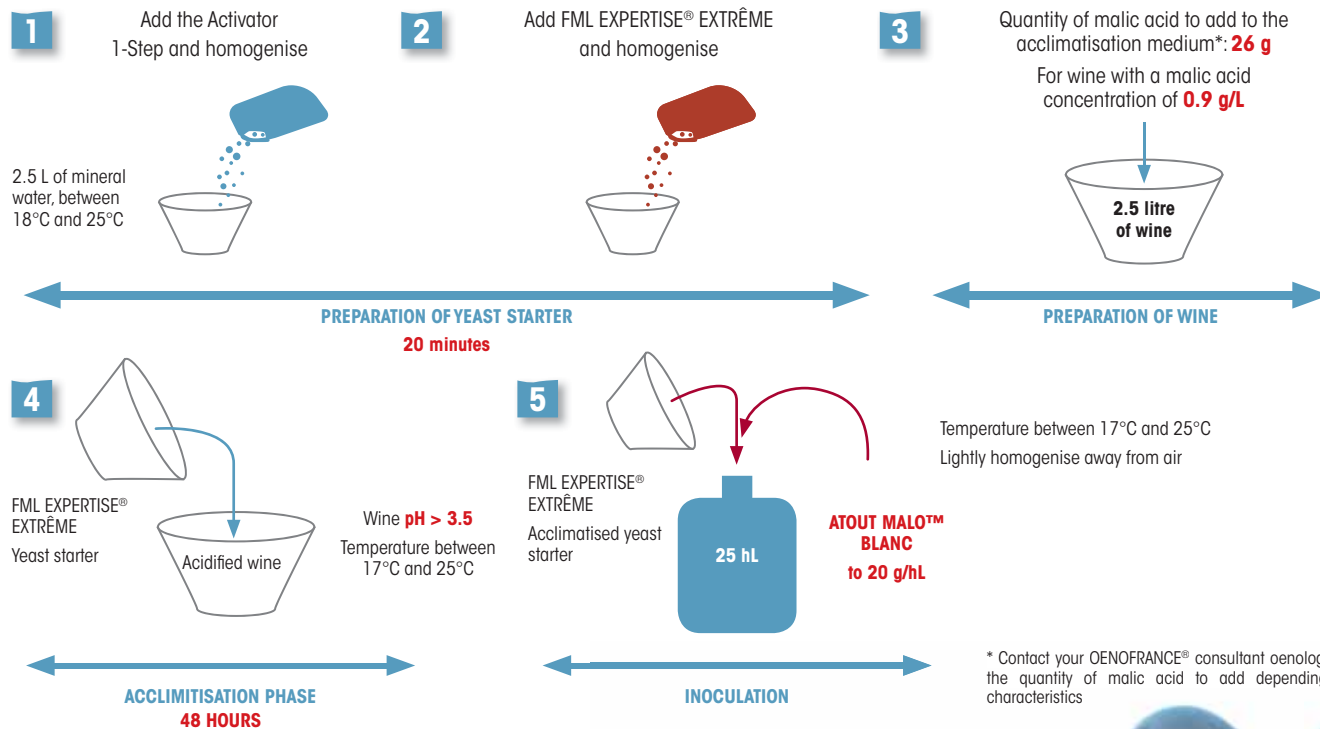 1
Add the Activator
1-Step and homogenise
2.5 L of mineral
water, between
18°C and 25°C
2
Add FML EXPERTISE® EXTRÊME
and homogenise
3
Quantity of malic acid to add to the
acclimatisation medium*: 26 g
For wine with a malic acid
concentration of 0.9 g/L
2.5 litre
of wine
PREPARATION OF YEAST STARTER
20 minutes
PREPARATION OF WINE
4
FML EXPERTISE®
EXTRÊME
Yeast starter
Acidified wine
Wine pH > 3.5
Temperature between
17°C and 25°C
ACCLIMITISATION PHASE
48 HOURS
5
FML EXPERTISE®
EXTRÊME
Acclimatised yeast
starter
25 hL
ATOUT MALO™
BLANC
to 20 g/hL
Temperature between 17°C and 25°C
Lightly homogenise away from air
INOCULATION
* Contact your OENOFRANCE® consultant
the quantity of malic acid to add
characteristics